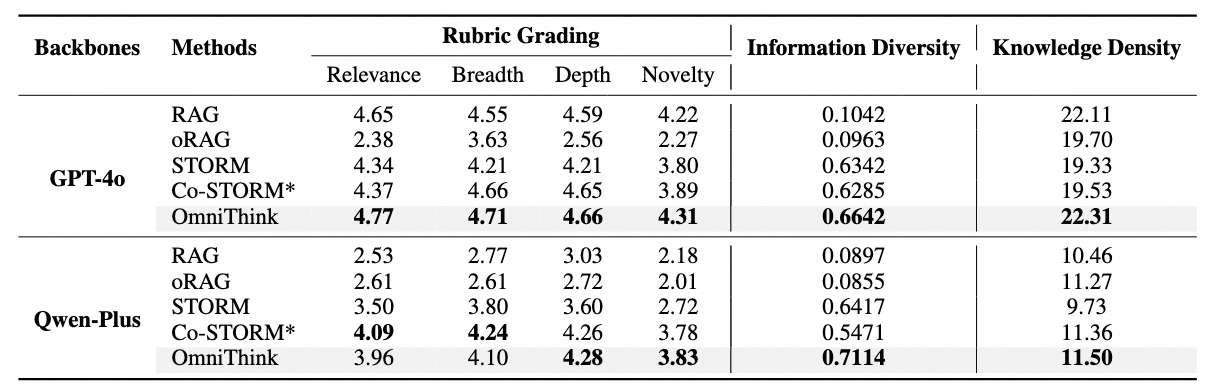 Backbones Methods Rubric Grading Information Diversity Knowledge Density
Relevance Breadth Depth Novelty
GPT-4o
RAG 4.65 4.55 4.59 4.22 0.1042 22.11
oRAG 2.38 3.63 2.56 2.27 0.0963 19.70
STORM 4.34 4.21 4.21 3.80 0.6342 19.33
Co-STORM* 4.37 4.66 4.65 3.89 0.6285 19.53
OmniThink 4.77 4.71 4.66 4.31 0.6642 22.31
Qwen-Plus
RAG 2.53 2.77 3.03 2.18 0.0897 10.46
oRAG 2.61 2.61 2.72 2.01 0.0855 11.27
STORM 3.50 3.80 3.60 2.72 0.6417 9.73
Co-STORM* 4.09 4.24 4.26 3.78 0.5471 11.36
OmniThink 3.96 4.10 4.28 3.83 0.7114 11.50